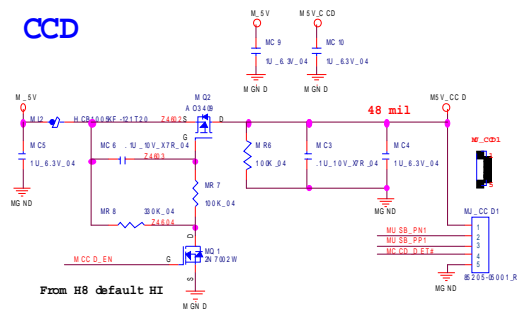 CCD
M_5V
M5V_CCD
MC9
1U_6.3V_04
MC10
1U_6.3V_04
MGND
MGND
M_5V
ML2
HCB1005KF-121T20
Z4602
MQ2
AO3409
S
D
G
48 mil
M5V_CCD
MC5
1U_6.3V_04
MGND
MC6
.1U_10V_X7R_04
Z4603
MR6
100K_04
MC3
.1U_10V_X7R_04
MC4
1U_6.3V_04
MGND
MR7
100K_04
MR8
330K_04
Z4604
MCCD_EN
G
D
S
MQ1
2N7002W
MGND
From H8 default HI
MJ_CCD1
5
MJ_CCD1
MUSB_PN1
MUSB_PP1
MCCD_DET#
1
2
3
4
5
85205-05001_R
MGND